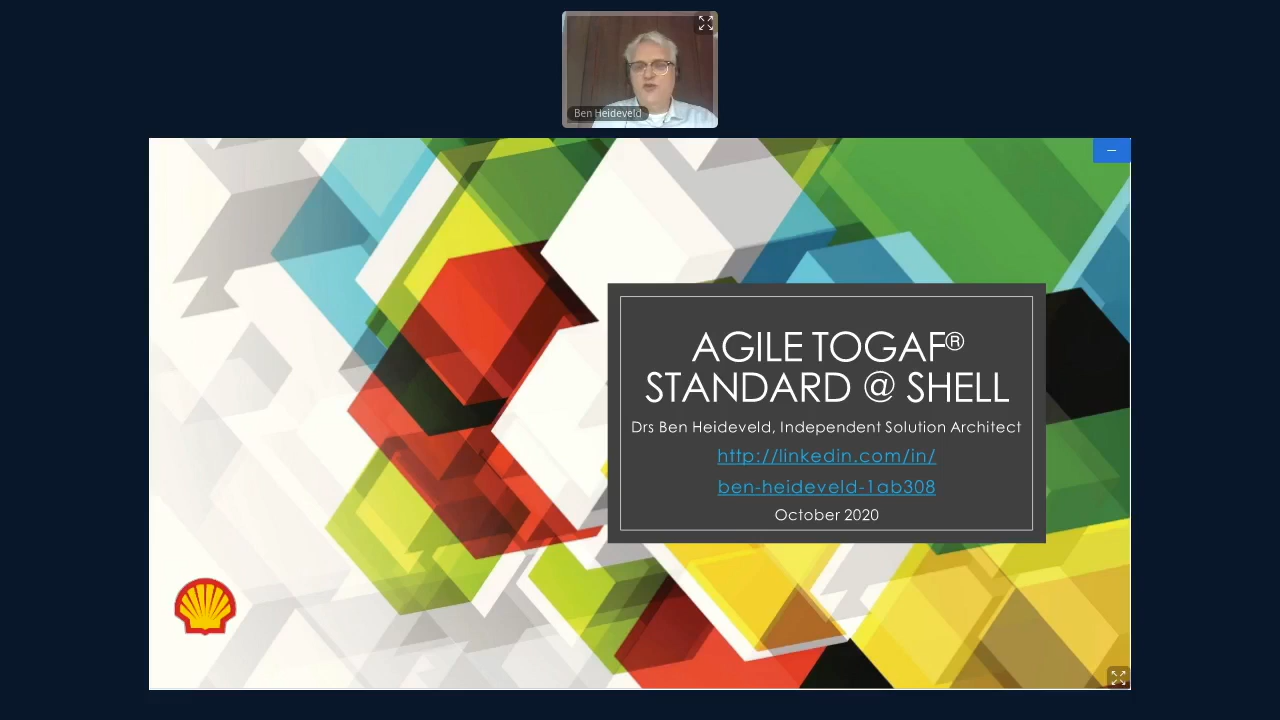 Ben Heideveld
AGILE TOGAF®
STANDARD @ SHELL
Drs Ben Heideveld, Independent Solution Architect
http://linkedin.com/in/
ben-heideveld-1ab308
October 2020